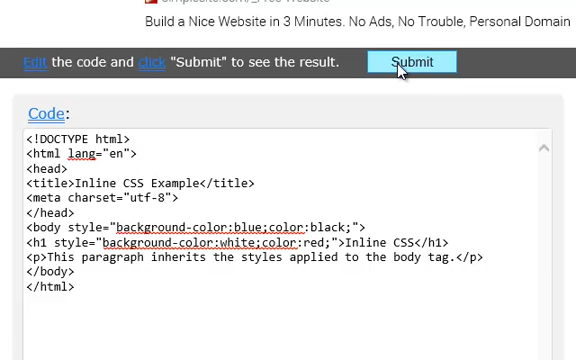 Build a Nice Website in 3 Minutes. No Ads, No Trouble, Personal Domain
Edit the code and click "Submit" to see the result.
Submit
Code:
<!DOCTYPE html>
<html lang="en">
<head>
<title>Inline CSS Example</title>
<meta charset="utf-8">
</head>
<body style="background-color:blue;color:black;">
<h1 style="background-color:white;color:red;">Inline CSS</h1>
<p>This paragraph inherits the styles applied to the body tag.</p>
</body>
</html>